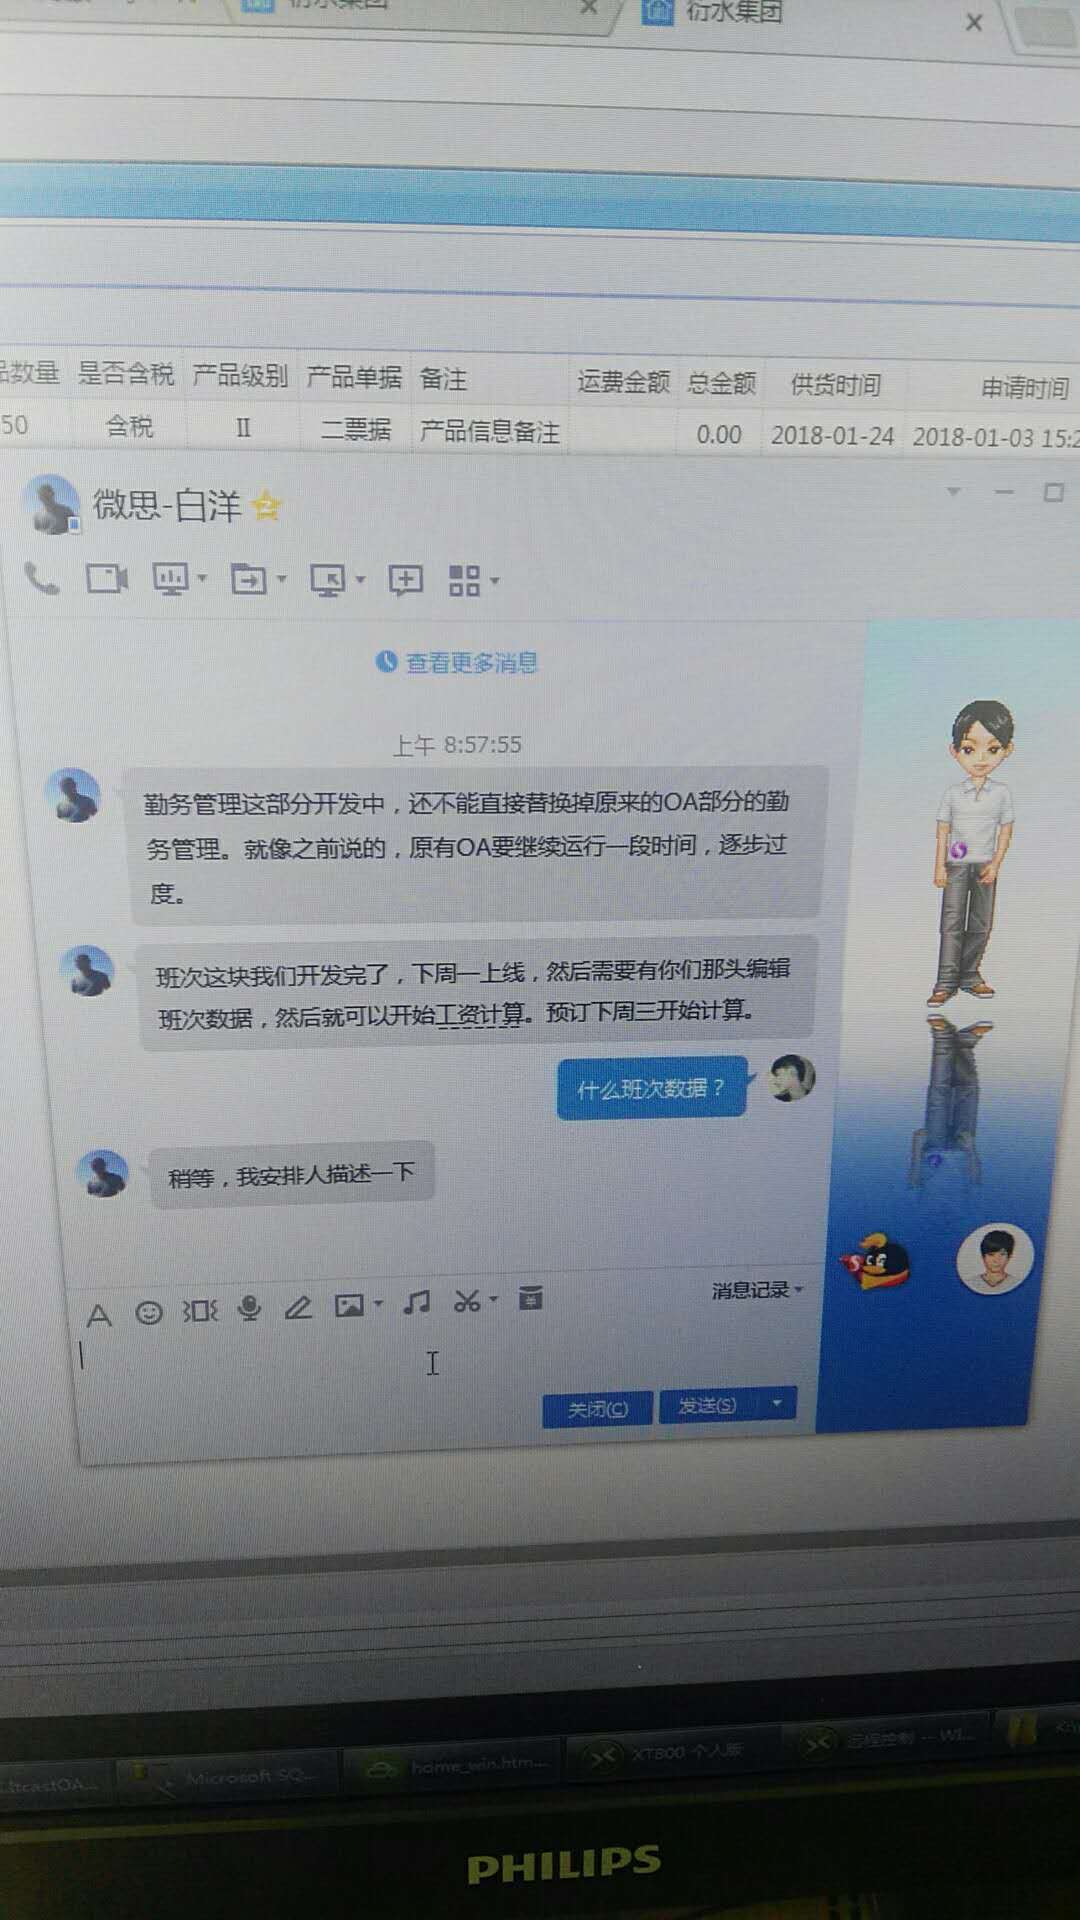 衍水集团
衍水集团
品数量 是否含税 产品级别 产品单据 备注 运费金额 总金额 供货时间 申请时间
50 含税 II 二票据 产品信息备注 0.00 2018-01-24 2018-01-03 15:2
微思-白洋
查看更多消息
上午 8:57:55
勤务管理这部分开发中，还不能直接替换掉原来的OA部分的勤
务管理。就像之前说的，原有OA要继续运行一段时间，逐步过
度。
班次这块我们开发完了，下周一上线，然后需要有你们那头编辑
班次数据，然后就可以开始工资计算。预订下周三开始计算。
什么班次数据？
稍等，我安排人描述一下
消息记录
关闭(C) 发送(S)
tcastOA... Microsoft SQ... home_win.htm... XT800 个人版 远程控制 -- WI...
PHILIPS